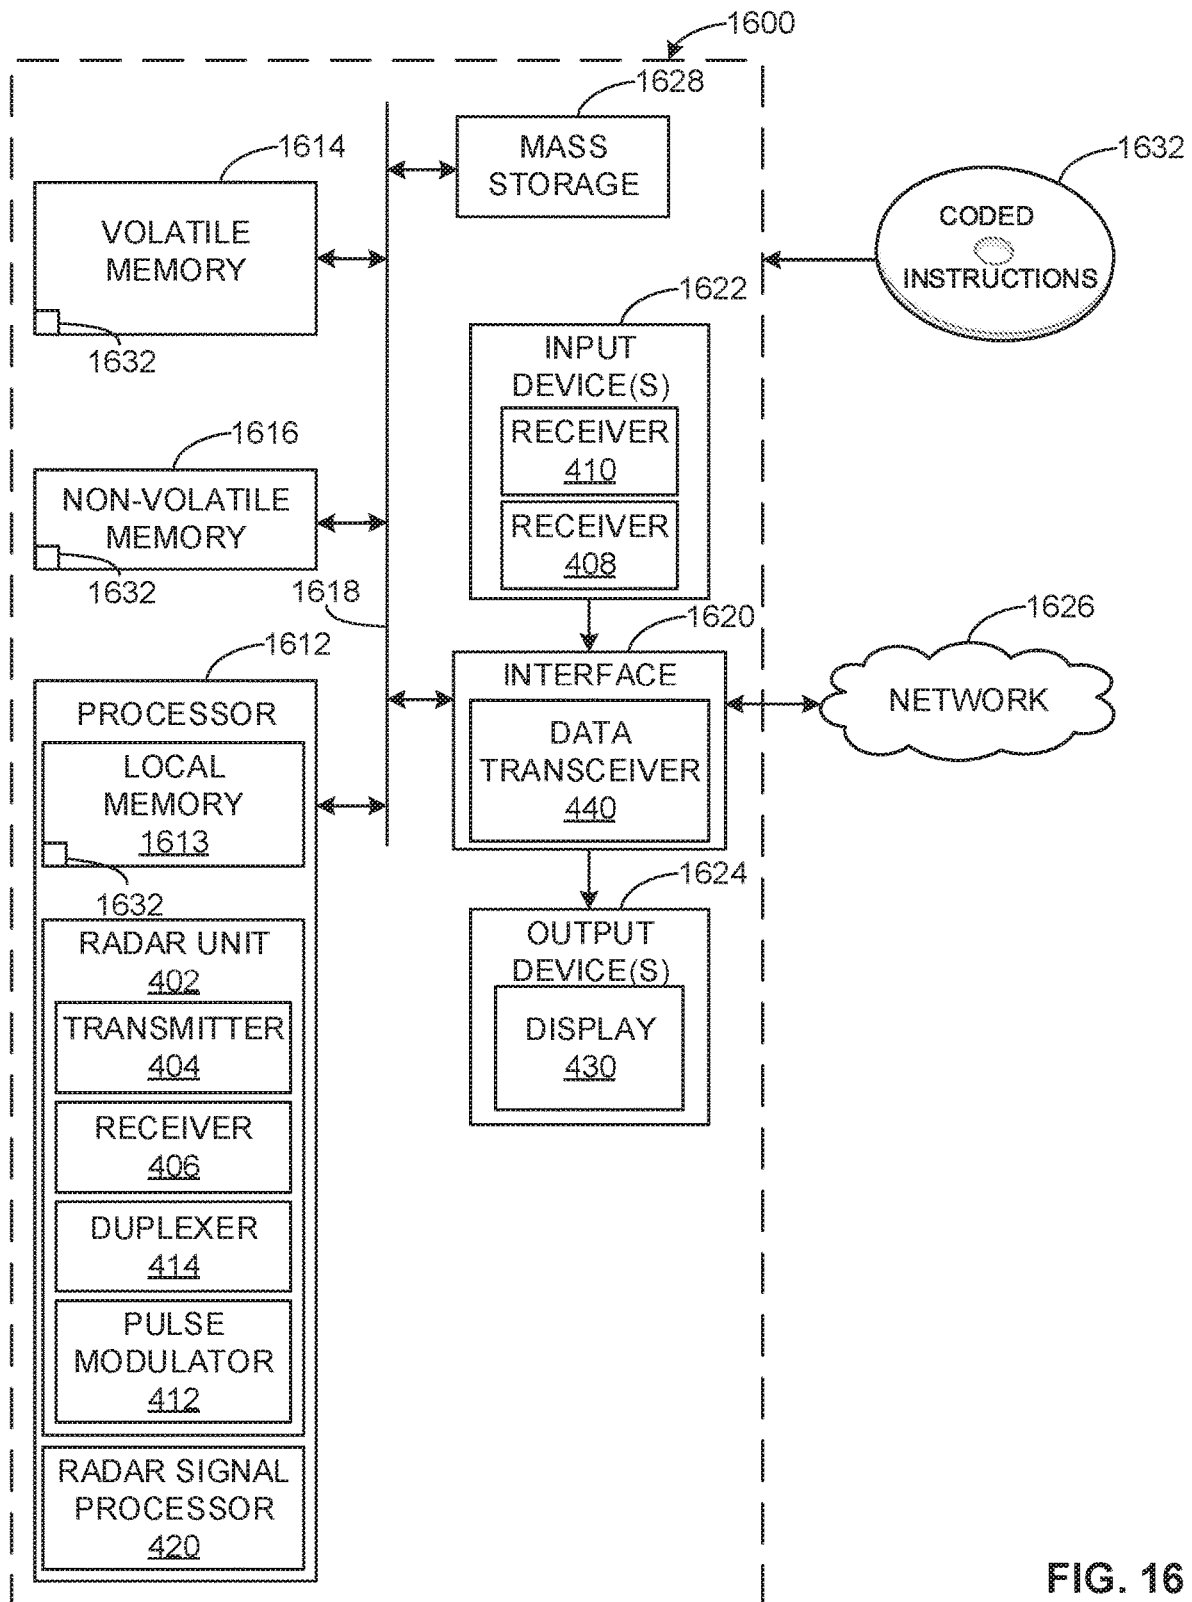 1600
1628
MASS
STORAGE
1614
VOLATILE
MEMORY
1632
1632
CODED
INSTRUCTIONS
1622
INPUT
DEVICE(S)
RECEIVER
410
RECEIVER
408
1616
NON-VOLATILE
MEMORY
1632
1618
1620
INTERFACE
DATA
TRANSCEIVER
440
1626
NETWORK
1612
PROCESSOR
LOCAL
MEMORY
1613
1632
RADAR UNIT
402
TRANSMITTER
404
RECEIVER
406
DUPLEXER
414
PULSE
MODULATOR
412
RADAR SIGNAL
PROCESSOR
420
1624
OUTPUT
DEVICE(S)
DISPLAY
430
FIG. 16